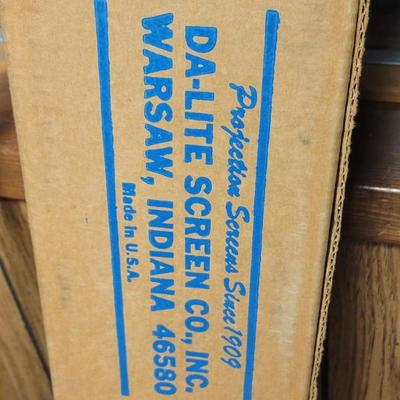 Projection Screens Since 1909
DA-LITE SCREEN CO., INC.
WARSAW, INDIANA 46580
Made in U.S.A.